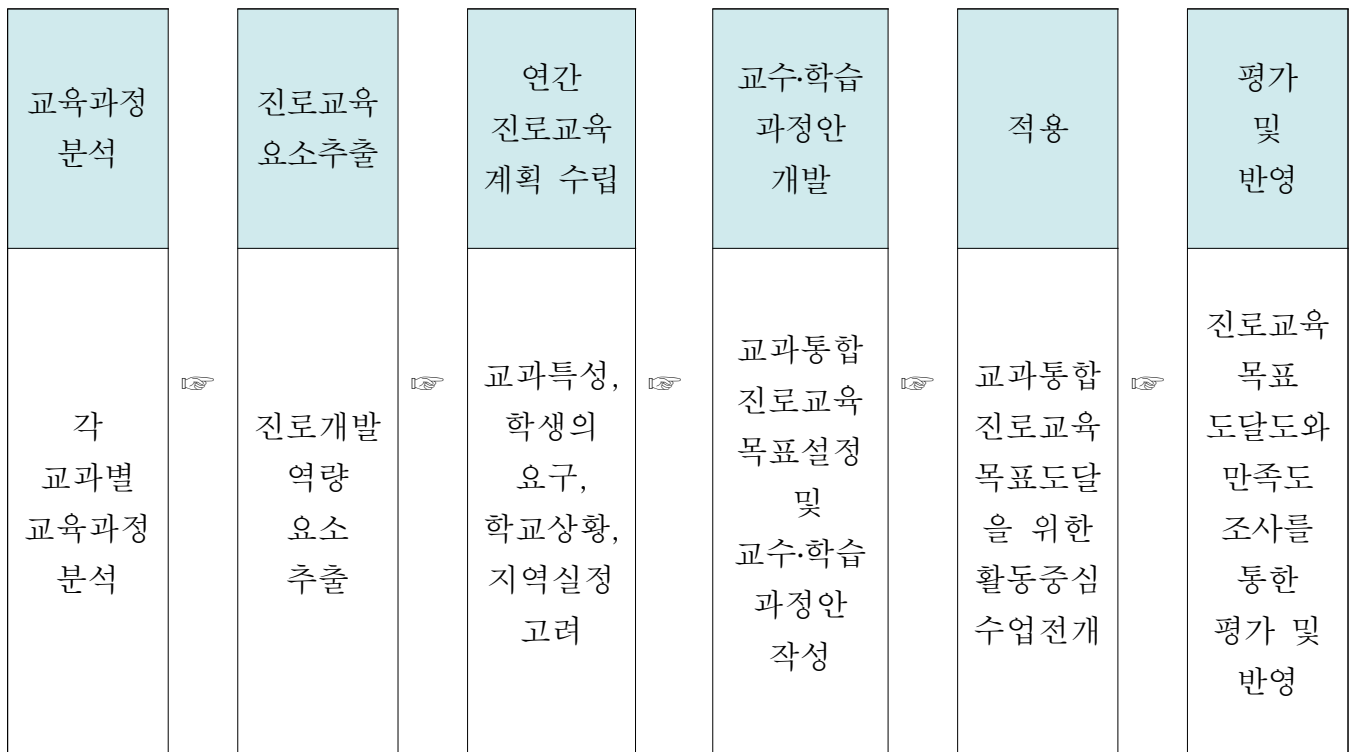 교육과정
분석
진로교육
요소추출
연간
진로교육
계획 수립
교수·학습
과정안
개발
적용
평가
및
반영
각
교과별
교육과정
분석
☞
진로개발
역량
요소
추출
☞
교과특성,
학생의
요구,
학교상황,
지역실정
고려
☞
교과통합
진로교육
목표설정
및
교수·학습
과정안
작성
☞
교과통합
진로교육
목표도달
을 위한
활동중심
수업전개
☞
진로교육
목표
도달도와
만족도
조사를
통한
평가 및
반영